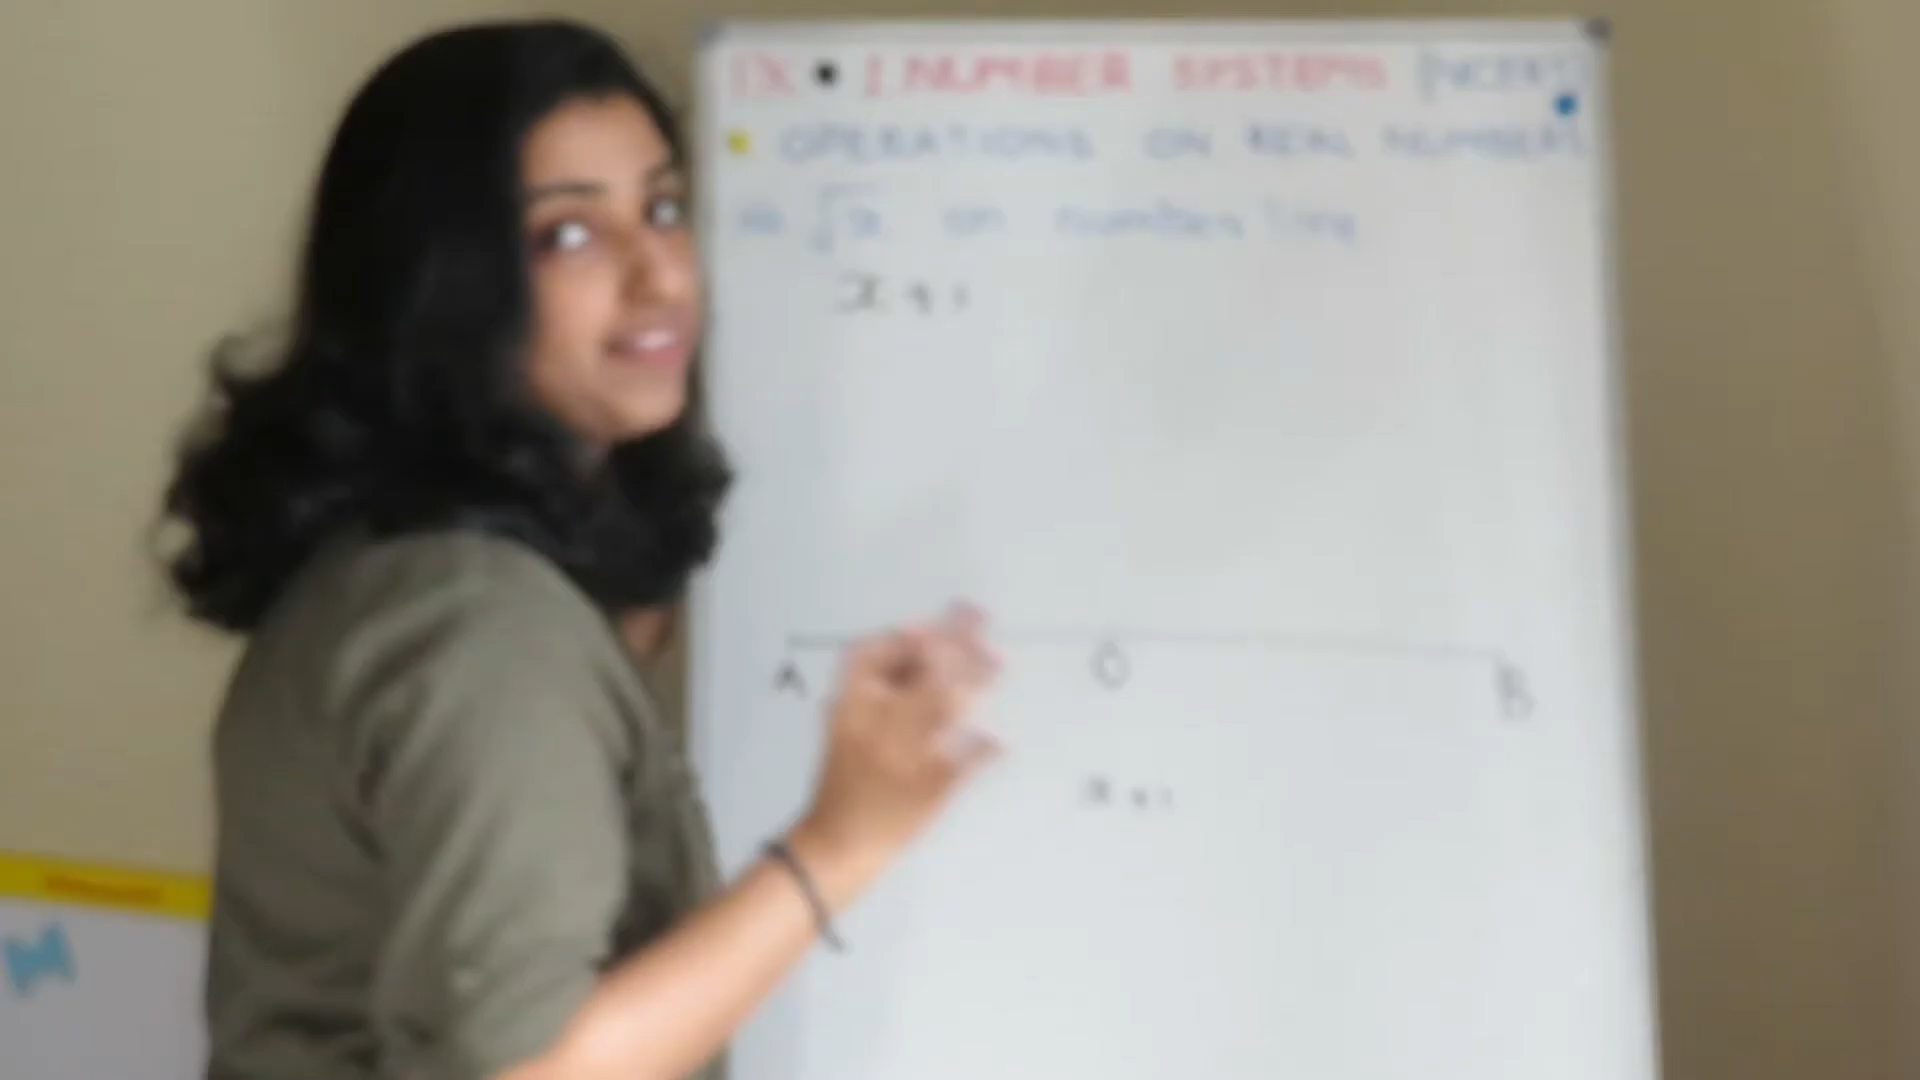 IX • 1. NUMBER SYSTEMS [NCERT]
OPERATIONS ON REAL NUMBERS
√x on number line
A O B